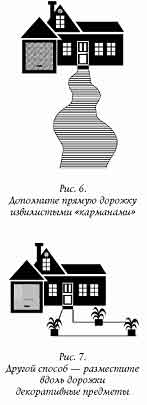 Рис. 6.
Дополните прямую дорожку
извилистыми «карманами»
Рис. 7.
Другой способ — разместите
вдоль дорожки
декоративные предметы